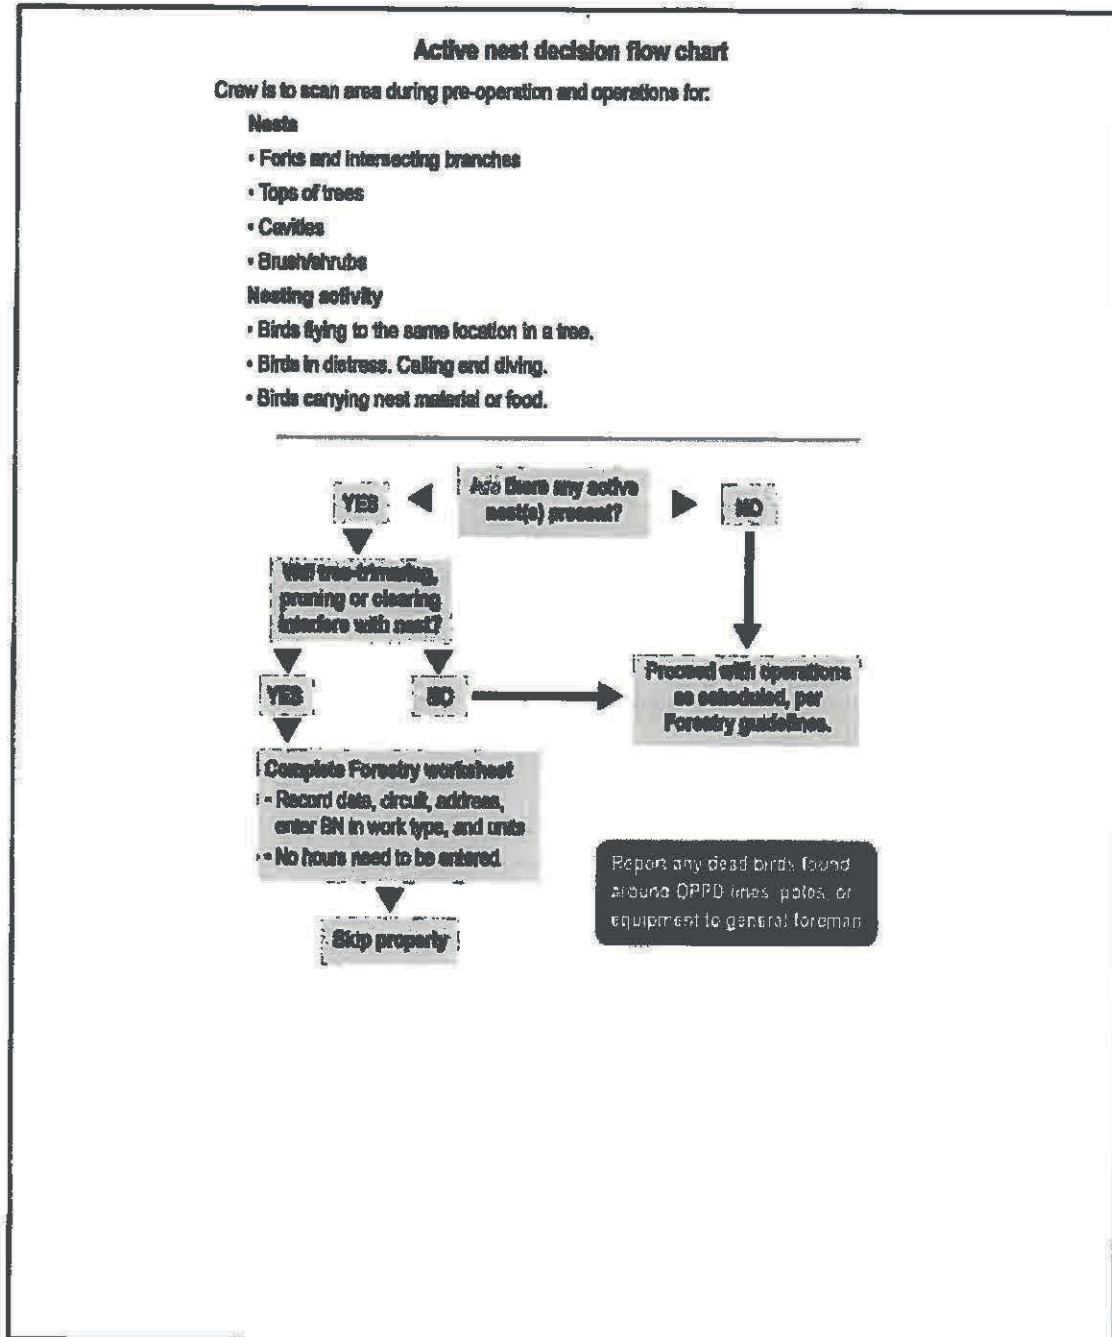 Active nest decision flow chart
Crew is to scan area during pre-operation and operations for:
Nests
• Forks and intersecting branches
• Tops of trees
• Cavities
• Brush/shrubs
Nesting activity
• Birds flying to the same location in a tree.
• Birds in distress. Calling and diving.
• Birds carrying nest material or food.
Are there any active
nest(s) present?
YES
NO
Will tree-trimming,
pruning or clearing
interfere with nest?
YES
NO
Proceed with operations
as scheduled, per
Forestry guidelines.
Complete Forestry worksheet
• Record date, circuit, address,
enter BN in work type, and units
• No hours need to be entered.
Report any dead birds found
around OPPD lines, poles, or
equipment to general foreman
Skip property